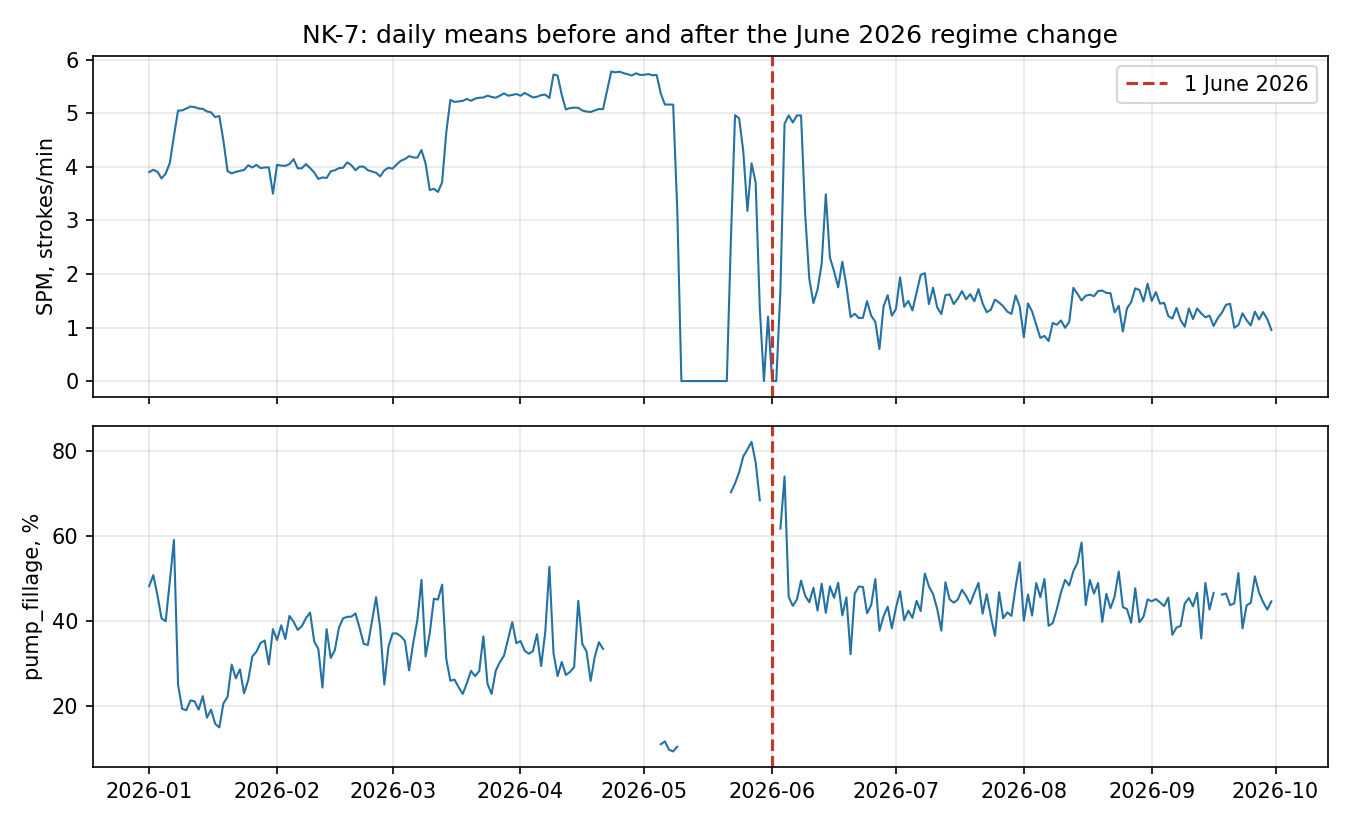 NK-7: daily means before and after the June 2026 regime change
SPM, strokes/min
6
5
4
3
2
1
0
1 June 2026
pump_fillage, %
80
60
40
20
2026-01 2026-02 2026-03 2026-04 2026-05 2026-06 2026-07 2026-08 2026-09 2026-10